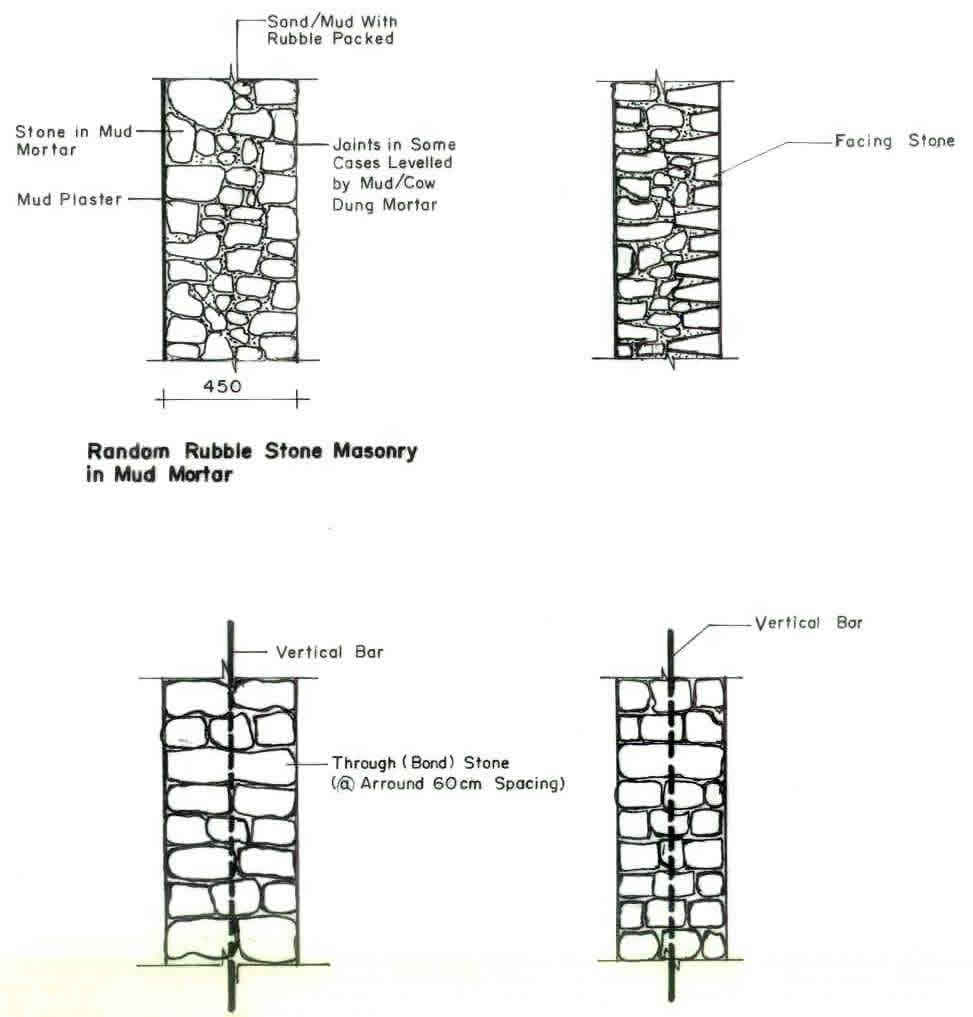 Sand/Mud With
Rubble Packed
Stone in Mud
Mortar
Joints in Some
Cases Levelled
by Mud/Cow
Dung Mortar
Mud Plaster
Facing Stone
450
Random Rubble Stone Masonry
in Mud Mortar
Vertical Bar
Vertical Bar
Through (Bond) Stone
(@ Arround 60cm Spacing)